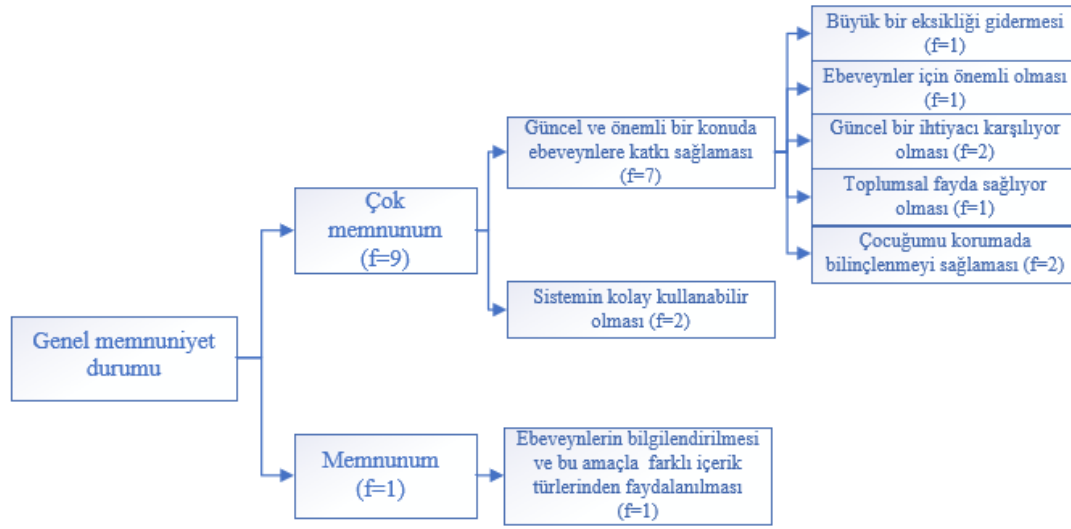 Genel memnuniyet
durumu
Çok
memnunum
(f=9)
Güncel ve önemli bir konuda
ebeveynlere katkı sağlaması
(f=7)
Büyük bir eksikliği gidermesi
(f=1)
Ebeveynler için önemli olması
(f=1)
Güncel bir ihtiyacı karşılıyor
olması (f=2)
Toplumsal fayda sağlıyor
olması (f=1)
Çocuğumu korumada
bilinçlenmeyi sağlaması (f=2)
Sistemin kolay kullanabilir
olması (f=2)
Memnunum
(f=1)
Ebeveynlerin bilgilendirilmesi
ve bu amaçla farklı içerik
türlerinden faydalanılması
(f=1)